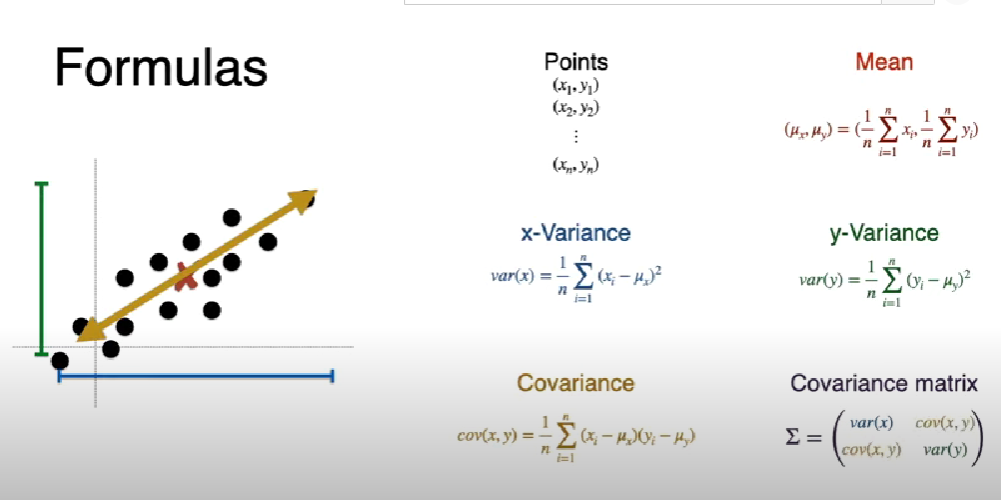 Formulas
Points
(x₁, y₁)
(x₂, y₂)
⋮
(xₙ, yₙ)
Mean
(μₓ, μᵧ) = (1/n ∑ᵢ₌₁ⁿ xᵢ, 1/n ∑ᵢ₌₁ⁿ yᵢ)
x-Variance
var(x) = 1/n ∑ᵢ₌₁ⁿ (xᵢ − μₓ)²
y-Variance
var(y) = 1/n ∑ᵢ₌₁ⁿ (yᵢ − μᵧ)²
Covariance
cov(x, y) = 1/n ∑ᵢ₌₁ⁿ (xᵢ − μₓ)(yᵢ − μᵧ)
Covariance matrix
Σ = ( var(x) cov(x, y)
cov(x, y) var(y) )